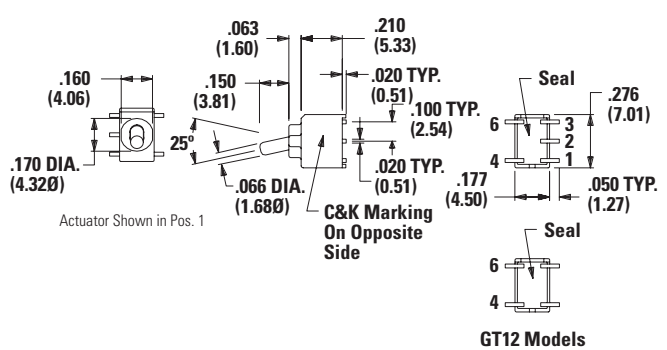 .063
(1.60)
.210
(5.33)
.160
(4.06)
.150
(3.81)
.020 TYP.
(0.51)
.100 TYP.
(2.54)
25º
.170 DIA.
(4.32Ø)
.066 DIA.
(1.68Ø)
.020 TYP.
(0.51)
C&K Marking
On Opposite
Side
Actuator Shown in Pos. 1
Seal
.276
(7.01)
6
3
2
4
1
.177
(4.50)
.050 TYP.
(1.27)
Seal
6
4
GT12 Models